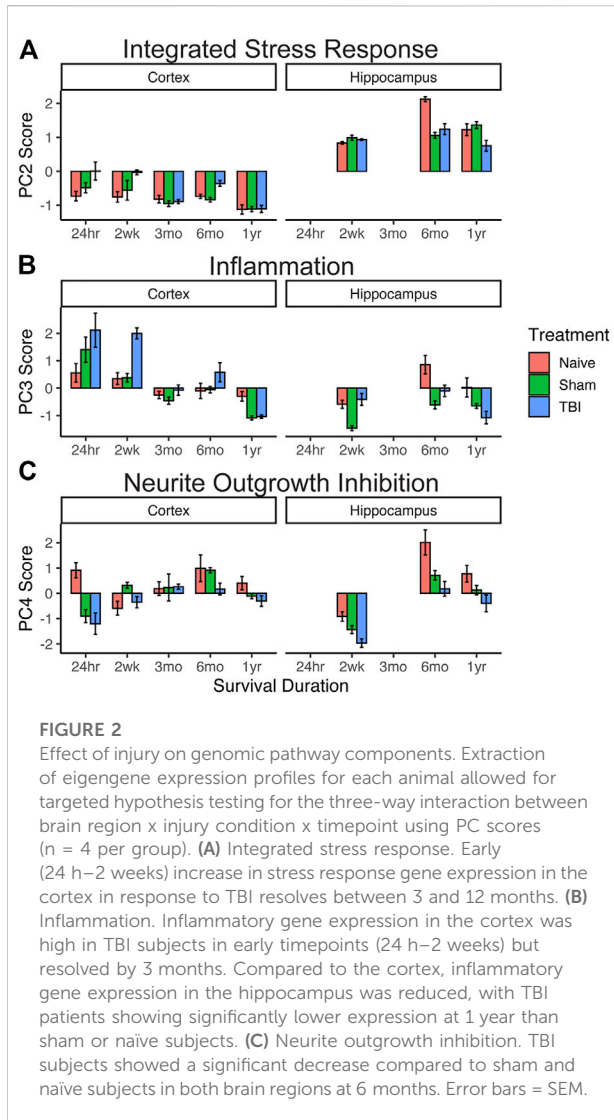 A
Integrated Stress Response
Cortex
Hippocampus
PC2 Score
2
1
0
-1
24hr 2wk 3mo 6mo 1yr
24hr 2wk 3mo 6mo 1yr
B
Inflammation
Cortex
Hippocampus
PC3 Score
2
1
0
-1
24hr 2wk 3mo 6mo 1yr
24hr 2wk 3mo 6mo 1yr
Treatment
Naive
Sham
TBI
C
Neurite Outgrowth Inhibition
Cortex
Hippocampus
PC4 Score
2
1
0
-1
-2
24hr 2wk 3mo 6mo 1yr
24hr 2wk 3mo 6mo 1yr
Survival Duration
FIGURE 2
Effect of injury on genomic pathway components. Extraction
of eigengene expression profiles for each animal allowed for
targeted hypothesis testing for the three-way interaction between
brain region x injury condition x timepoint using PC scores
(n = 4 per group). (A) Integrated stress response. Early
(24 h–2 weeks) increase in stress response gene expression in the
cortex in response to TBI resolves between 3 and 12 months. (B)
Inflammation. Inflammatory gene expression in the cortex was
high in TBI subjects in early timepoints (24 h–2 weeks) but
resolved by 3 months. Compared to the cortex, inflammatory
gene expression in the hippocampus was reduced, with TBI
patients showing significantly lower expression at 1 year than
sham or naïve subjects. (C) Neurite outgrowth inhibition. TBI
subjects showed a significant decrease compared to sham and
naïve subjects in both brain regions at 6 months. Error bars = SEM.